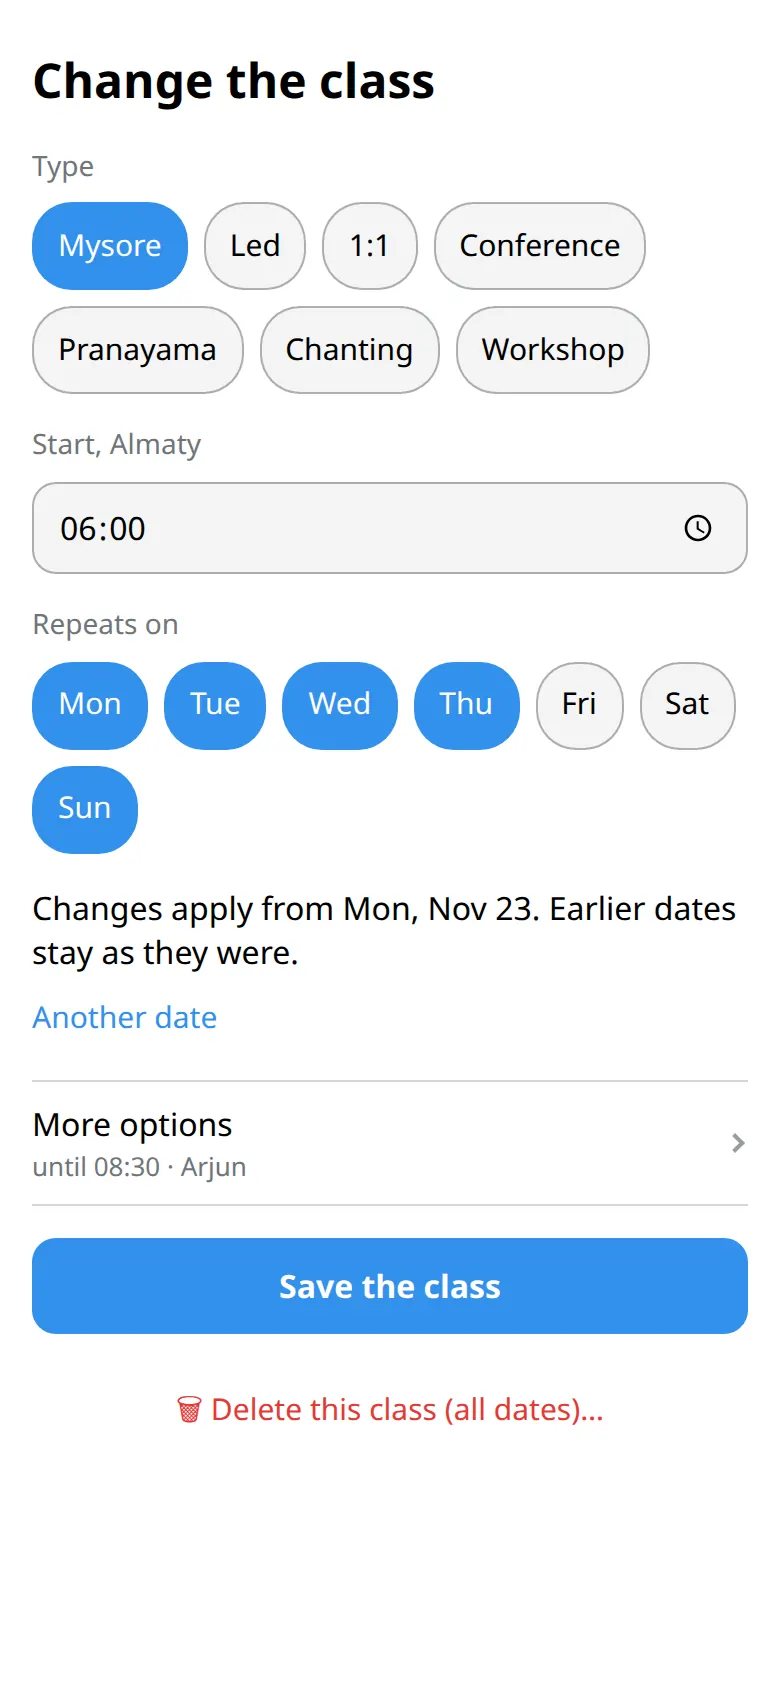 Change the class
Type
Mysore Led 1:1 Conference
Pranayama Chanting Workshop
Start, Almaty
06:00
Repeats on
Mon Tue Wed Thu Fri Sat
Sun
Changes apply from Mon, Nov 23. Earlier dates
stay as they were.
Another date
More options
until 08:30 · Arjun
Save the class
🗑 Delete this class (all dates)...